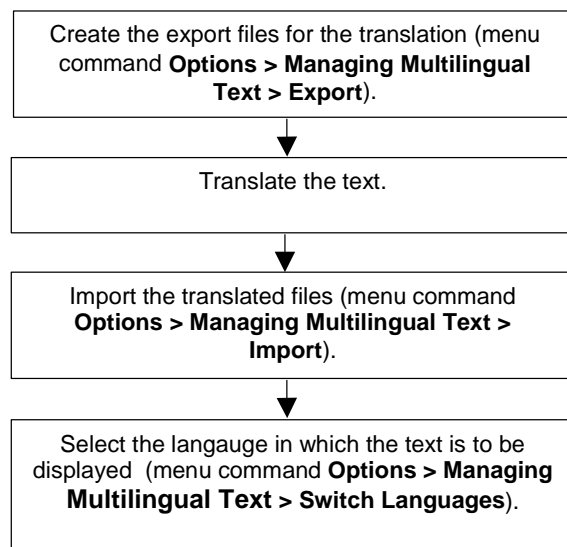 Create the export files for the translation (menu
command Options > Managing Multilingual
Text > Export).
Translate the text.
Import the translated files (menu command
Options > Managing Multilingual Text >
Import).
Select the langauge in which the text is to be
displayed (menu command Options > Managing
Multilingual Text > Switch Languages).